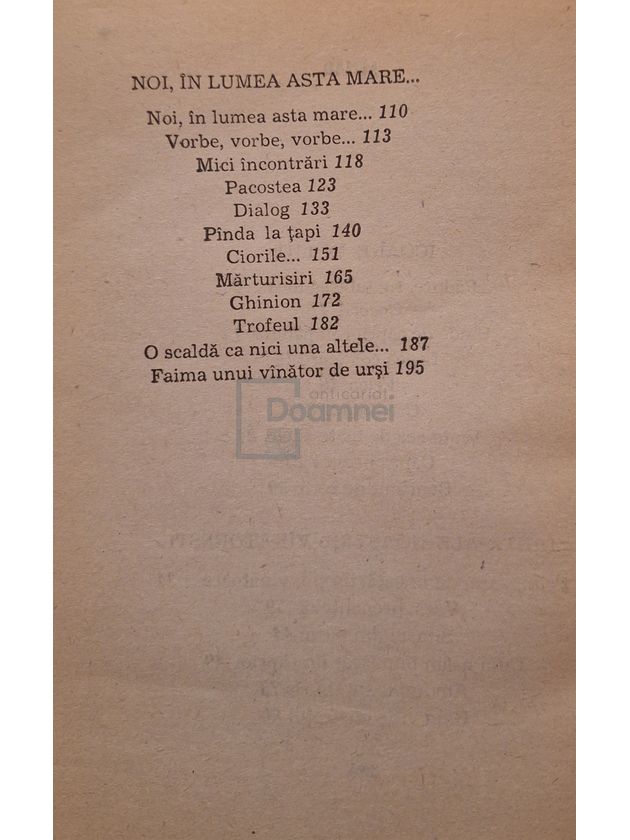 NOI, ÎN LUMEA ASTA MARE...
Noi, în lumea asta mare... 110
Vorbe, vorbe, vorbe... 113
Mici încontrări 118
Pacostea 123
Dialog 133
Pînda la țapi 140
Ciorile... 151
Mărturisiri 165
Ghinion 172
Trofeul 182
O scaldă ca nici una altele... 187
Faima unui vînător de urși 195
anticariat
Doamnei